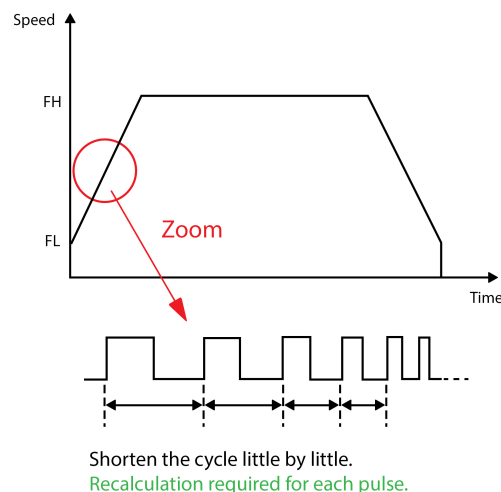 Speed
FH
FL
Zoom
Time
Shorten the cycle little by little.
Recalculation required for each pulse.